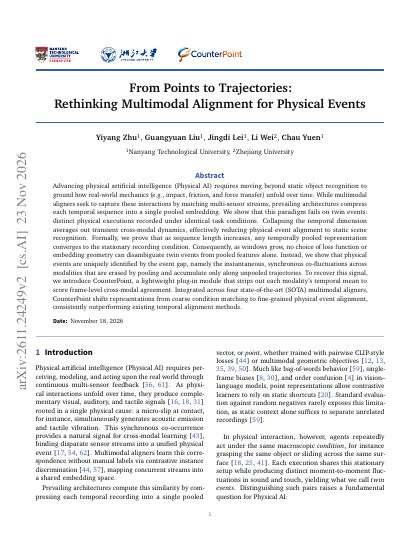 NANYANG
TECHNOLOGICAL
UNIVERSITY
SINGAPORE
ZHEJIANG UNIVERSITY
CounterPoint
From Points to Trajectories:
Rethinking Multimodal Alignment for Physical Events
Yiyang Zhu¹, Guangyuan Liu¹, Jingdi Lei¹, Li Wei², Chau Yuen¹
¹Nanyang Technological University, ²Zhejiang University
Abstract
Advancing physical artificial intelligence (Physical AI) requires moving beyond static object recognition to
ground how real-world mechanics (e.g., impact, friction, and force transfer) unfold over time. While multimodal
aligners seek to capture these interactions by matching multi-sensor streams, prevailing architectures compress
each temporal sequence into a single pooled embedding. We show that this paradigm fails on twin events:
distinct physical executions recorded under identical task conditions. Collapsing the temporal dimension
averages out transient cross-modal dynamics, effectively reducing physical event alignment to static scene
recognition. Formally, we prove that as sequence length increases, any temporally pooled representation
converges to the stationary recording condition. Consequently, as windows grow, no choice of loss function or
embedding geometry can disambiguate twin events from pooled features alone. Instead, we show that physical
events are uniquely identified by the event gap, namely the instantaneous, synchronous co-fluctuations across
modalities that are erased by pooling and accumulate only along unpooled trajectories. To recover this signal,
we introduce CounterPoint, a lightweight plug-in module that strips out each modality's temporal mean
to score frame-level cross-modal agreement. Integrated across four state-of-the-art (SOTA) multimodal aligners,
CounterPoint shifts representations from coarse condition matching to fine-grained physical event alignment,
consistently outperforming existing temporal alignment methods.
Date: November 18, 2026
arXiv:2611.24249v2 [cs.AI] 23 Nov 2026
1 Introduction
Physical artificial intelligence (Physical AI) requires per-
ceiving, modeling, and acting upon the real world through
continuous multi-sensor feedback [56, 61]. As physi-
cal interactions unfold over time, they produce comple-
mentary visual, auditory, and tactile signals [16, 18, 31]
rooted in a single physical cause: a micro-slip at contact,
for instance, simultaneously generates acoustic emission
and tactile vibration. This synchronous co-occurrence
provides a natural signal for cross-modal learning [43],
binding disparate sensor streams into a unified physical
event [17, 54, 62]. Multimodal aligners learn this corre-
spondence without manual labels via contrastive instance
discrimination [44, 57], mapping concurrent streams into
a shared embedding space.
Prevailing architectures compute this similarity by com-
pressing each temporal recording into a single pooled
vector, or point, whether trained with pairwise CLIP-style
losses [44] or multimodal geometric objectives [12, 13,
35, 39, 50]. Much like bag-of-words behavior [59], single-
frame biases [8, 30], and order confusion [4] in vision–
language models, point representations allow contrastive
learners to rely on static shortcuts [20]. Standard evalua-
tion against random negatives rarely exposes this limitation,
as static context alone suffices to separate unrelated
recordings [59].
In physical interaction, however, agents repeatedly
act under the same macroscopic condition, for instance
grasping the same object or sliding across the same sur-
face [18, 25, 41]. Each execution shares this stationary
setup while producing distinct moment-to-moment fluc-
tuations in sound and touch, yielding what we call twin
events. Distinguishing such pairs raises a fundamental
question for Physical AI:
1